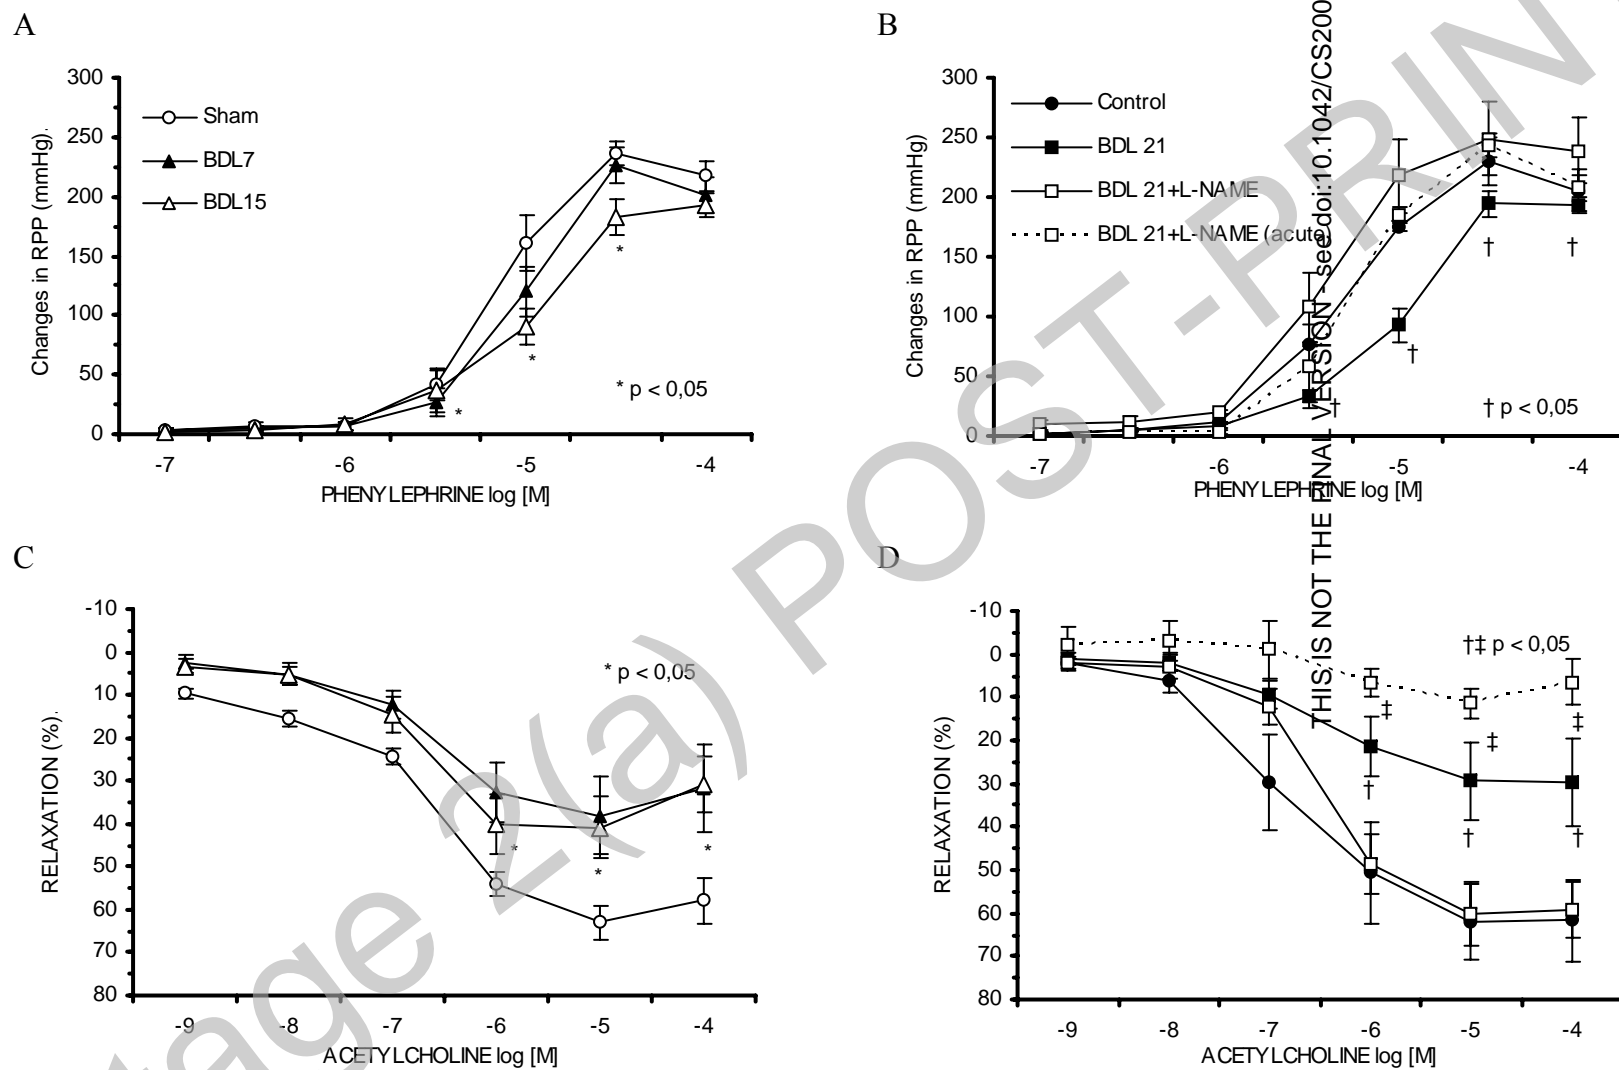 A
300
250
200
150
100
50
0
Changes in RPP (mmHg).
Sham
BDL7
BDL15
*
*
*
* p < 0,05
-7
-6
-5
-4
PHENYLEPHRINE log [M]
B
300
250
200
150
100
50
0
Changes in RPP (mmHg)
Control
BDL 21
BDL 21+L-NAME
BDL 21+L-NAME (acute)
†
†
†
†
† p < 0,05
-7
-6
-5
-4
PHENYLEPHRINE log [M]
C
-10
0
10
20
30
40
50
60
70
80
RELAXATION (%).
* p < 0,05
*
*
*
-9
-8
-7
-6
-5
-4
ACETYLCHOLINE log [M]
D
-10
0
10
20
30
40
50
60
70
80
RELAXATION (%)
†‡ p < 0,05
‡
‡
‡
†
†
†
-9
-8
-7
-6
-5
-4
ACETYLCHOLINE log [M]
THIS IS NOT THE FINAL VERSION - see doi:10.1042/CS200
tage 2(a) POST-PRIN